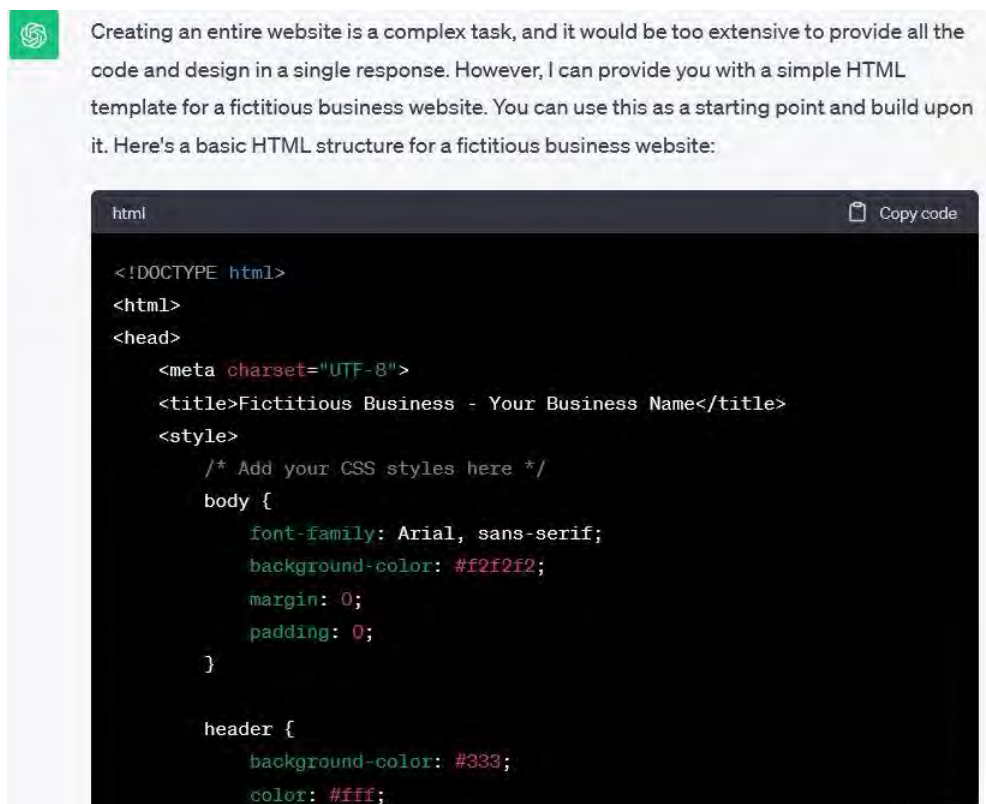 Creating an entire website is a complex task, and it would be too extensive to provide all the
code and design in a single response. However, I can provide you with a simple HTML
template for a fictitious business website. You can use this as a starting point and build upon
it. Here's a basic HTML structure for a fictitious business website:
html Copy code
<!DOCTYPE html>
<html>
<head>
    <meta charset="UTF-8">
    <title>Fictitious Business - Your Business Name</title>
    <style>
        /* Add your CSS styles here */
        body {
            font-family: Arial, sans-serif;
            background-color: #f2f2f2;
            margin: 0;
            padding: 0;
        }
        header {
            background-color: #333;
            color: #fff;